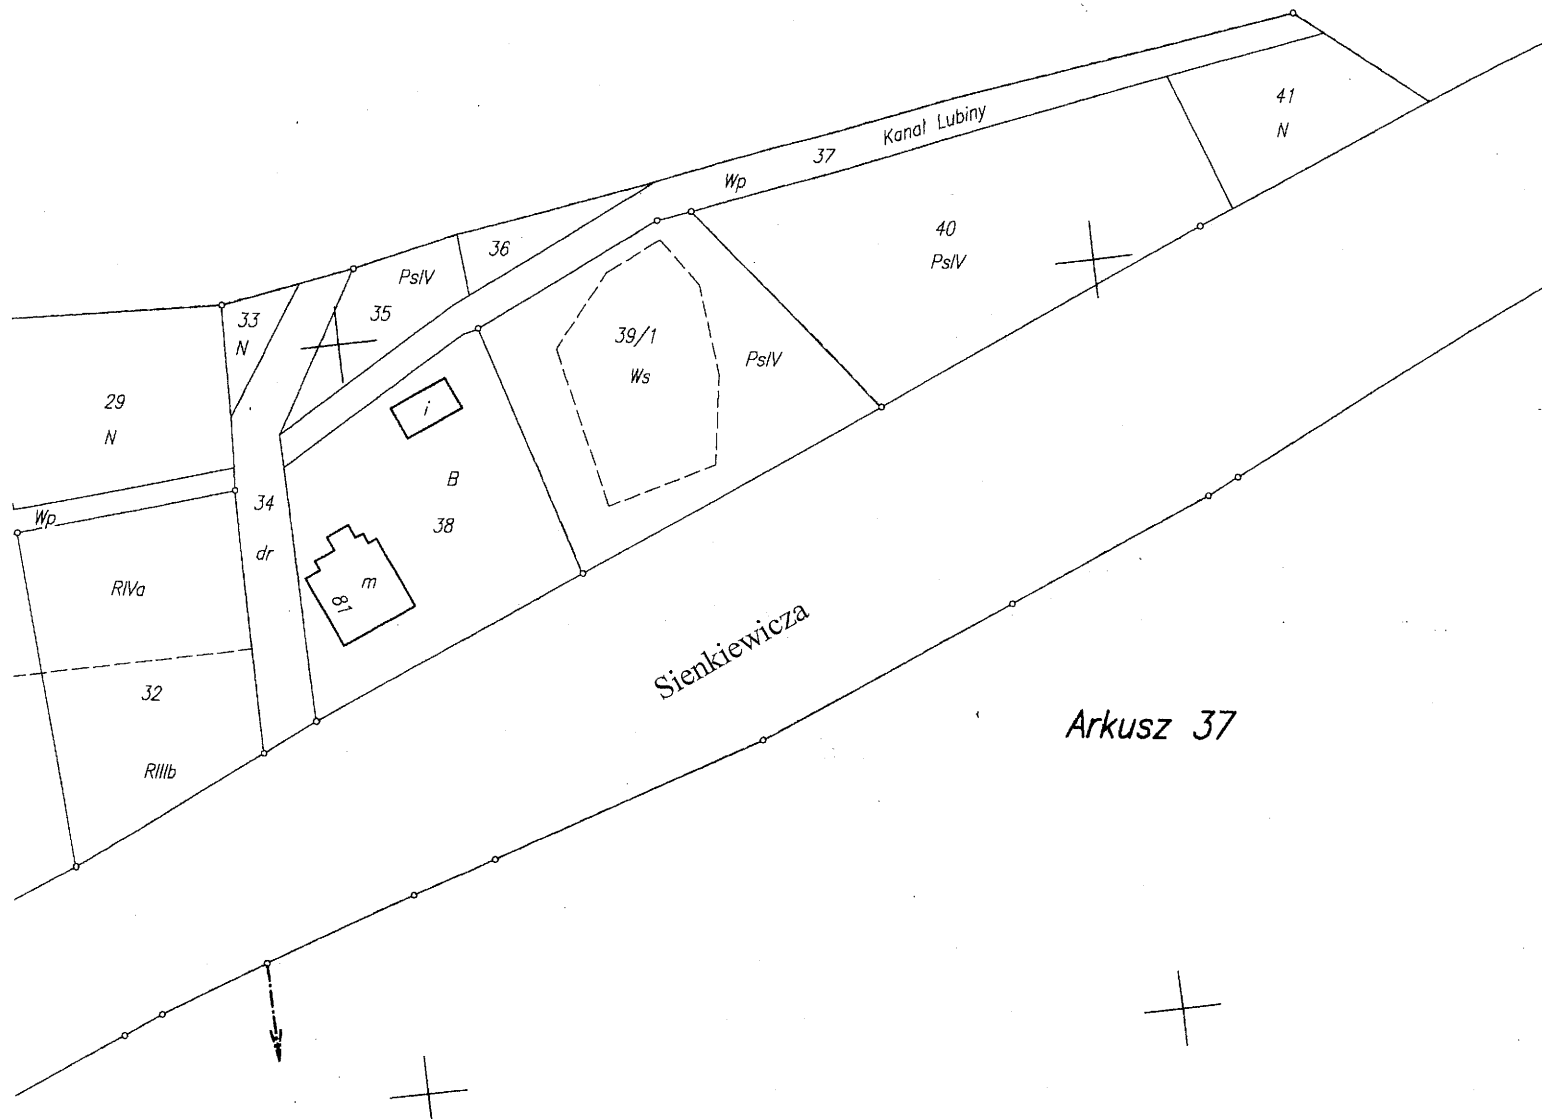 41
N
Kanał Lubiny
37
Wp
40
PsIV
36
PsIV
35
33
N
39/1
Ws
PsIV
29
N
i
B
38
34
dr
Wp
RIVa
m
81
32
RIIIb
Sienkiewicza
Arkusz 37